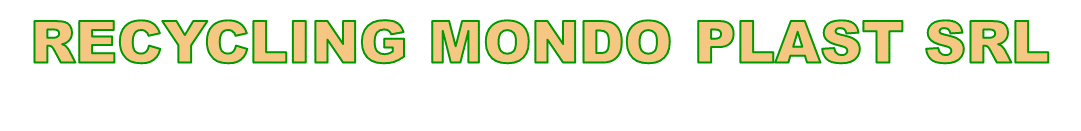 RECYCLING MONDO PLAST SRL